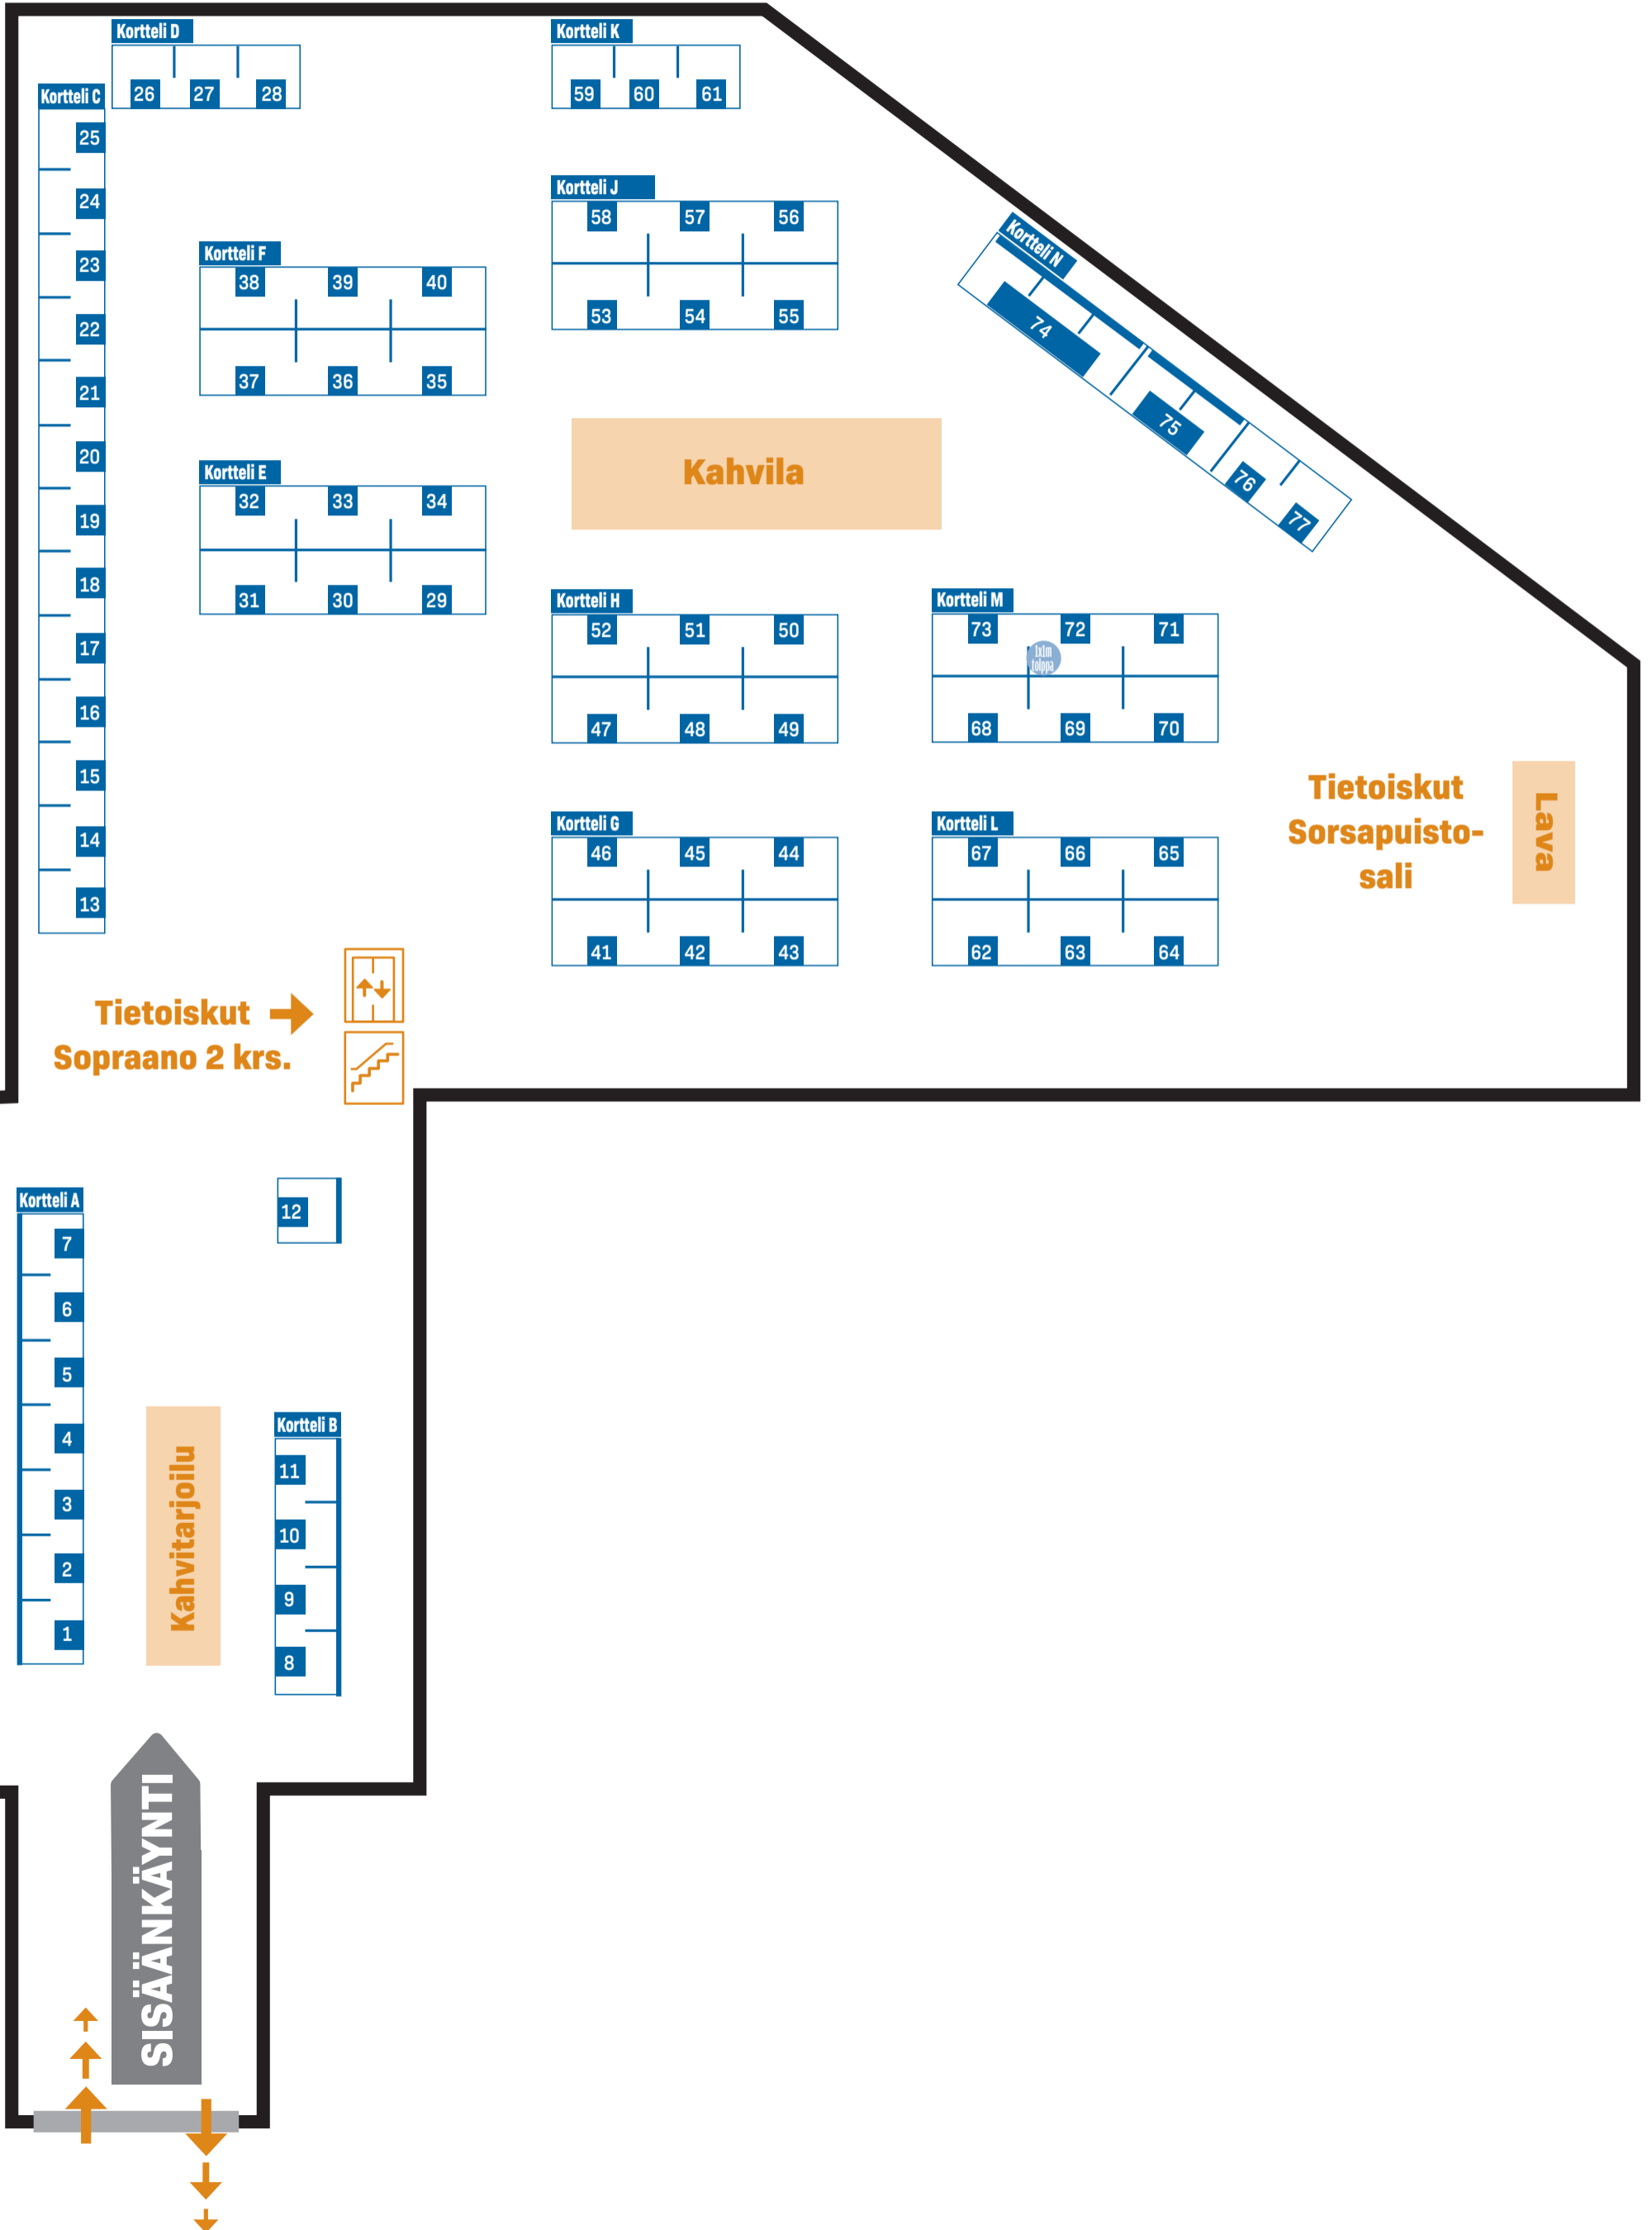 Kortteli D
26 27 28
Kortteli K
59 60 61
Kortteli C
25
24
23
22
21
20
19
18
17
16
15
14
13
Kortteli F
38 39 40
37 36 35
Kortteli E
32 33 34
31 30 29
Kortteli J
58 57 56
53 54 55
Kortteli N
74
75
76
77
Kahvila
Kortteli H
52 51 50
47 48 49
Kortteli M
73 72 71
1x1m
tolppa
68 69 70
Kortteli G
46 45 44
41 42 43
Kortteli L
67 66 65
62 63 64
Tietoiskut
Sorsapuisto-
sali
Lava
Tietoiskut
Sopraano 2 krs.
Kortteli A
7
6
5
4
3
2
1
12
Kahvitarjoilu
Kortteli B
11
10
9
8
SISÄÄNKÄYNTI